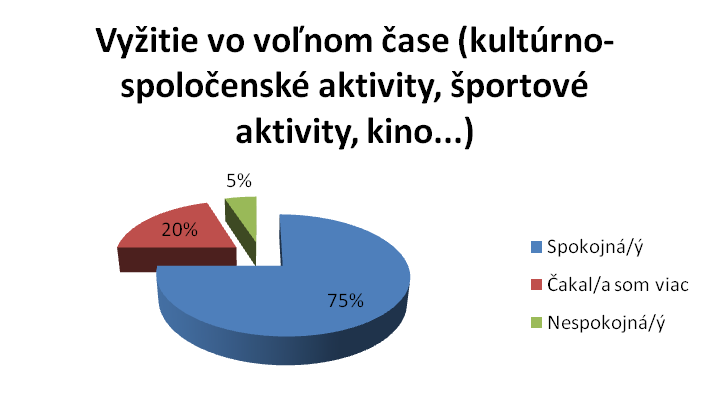 Vyžitie vo voľnom čase (kultúrno-
spoločenské aktivity, športové
aktivity, kino...)
5%
20%
75%
Spokojná/ý
Čakal/a som viac
Nespokojná/ý